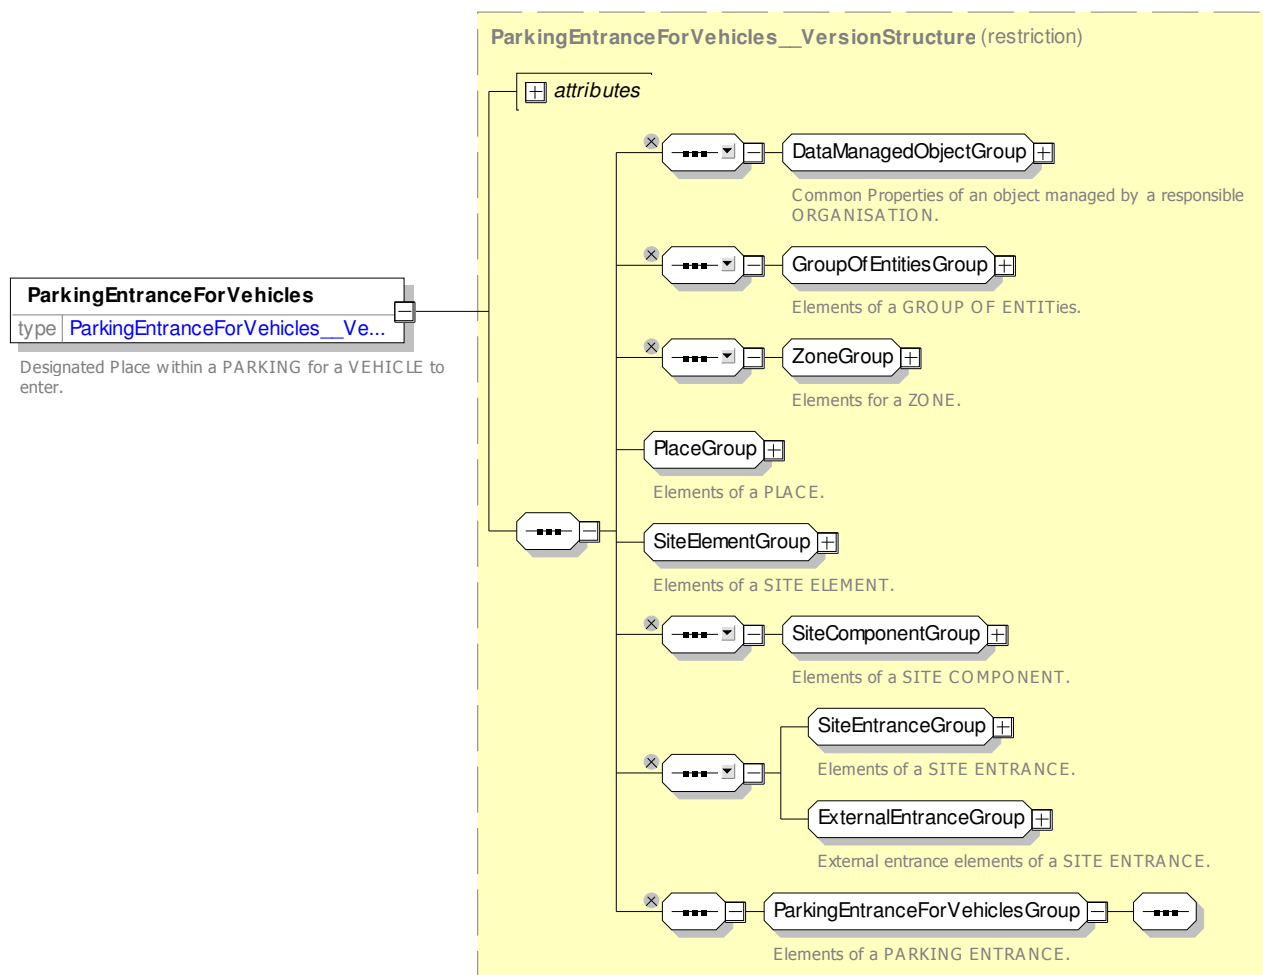 ParkingEntranceForVehicles__VersionStructure (restriction)
attributes
DataManagedObjectGroup
Common Properties of an object managed by a responsible
ORGANISATION.
GroupOfEntitiesGroup
Elements of a GROUP OF ENTITies.
ParkingEntranceForVehicles
type ParkingEntranceForVehicles__Ve...
Designated Place within a PARKING for a VEHICLE to
enter.
ZoneGroup
Elements for a ZONE.
PlaceGroup
Elements of a PLACE.
SiteElementGroup
Elements of a SITE ELEMENT.
SiteComponentGroup
Elements of a SITE COMPONENT.
SiteEntranceGroup
Elements of a SITE ENTRANCE.
ExternalEntranceGroup
External entrance elements of a SITE ENTRANCE.
ParkingEntranceForVehiclesGroup
Elements of a PARKING ENTRANCE.